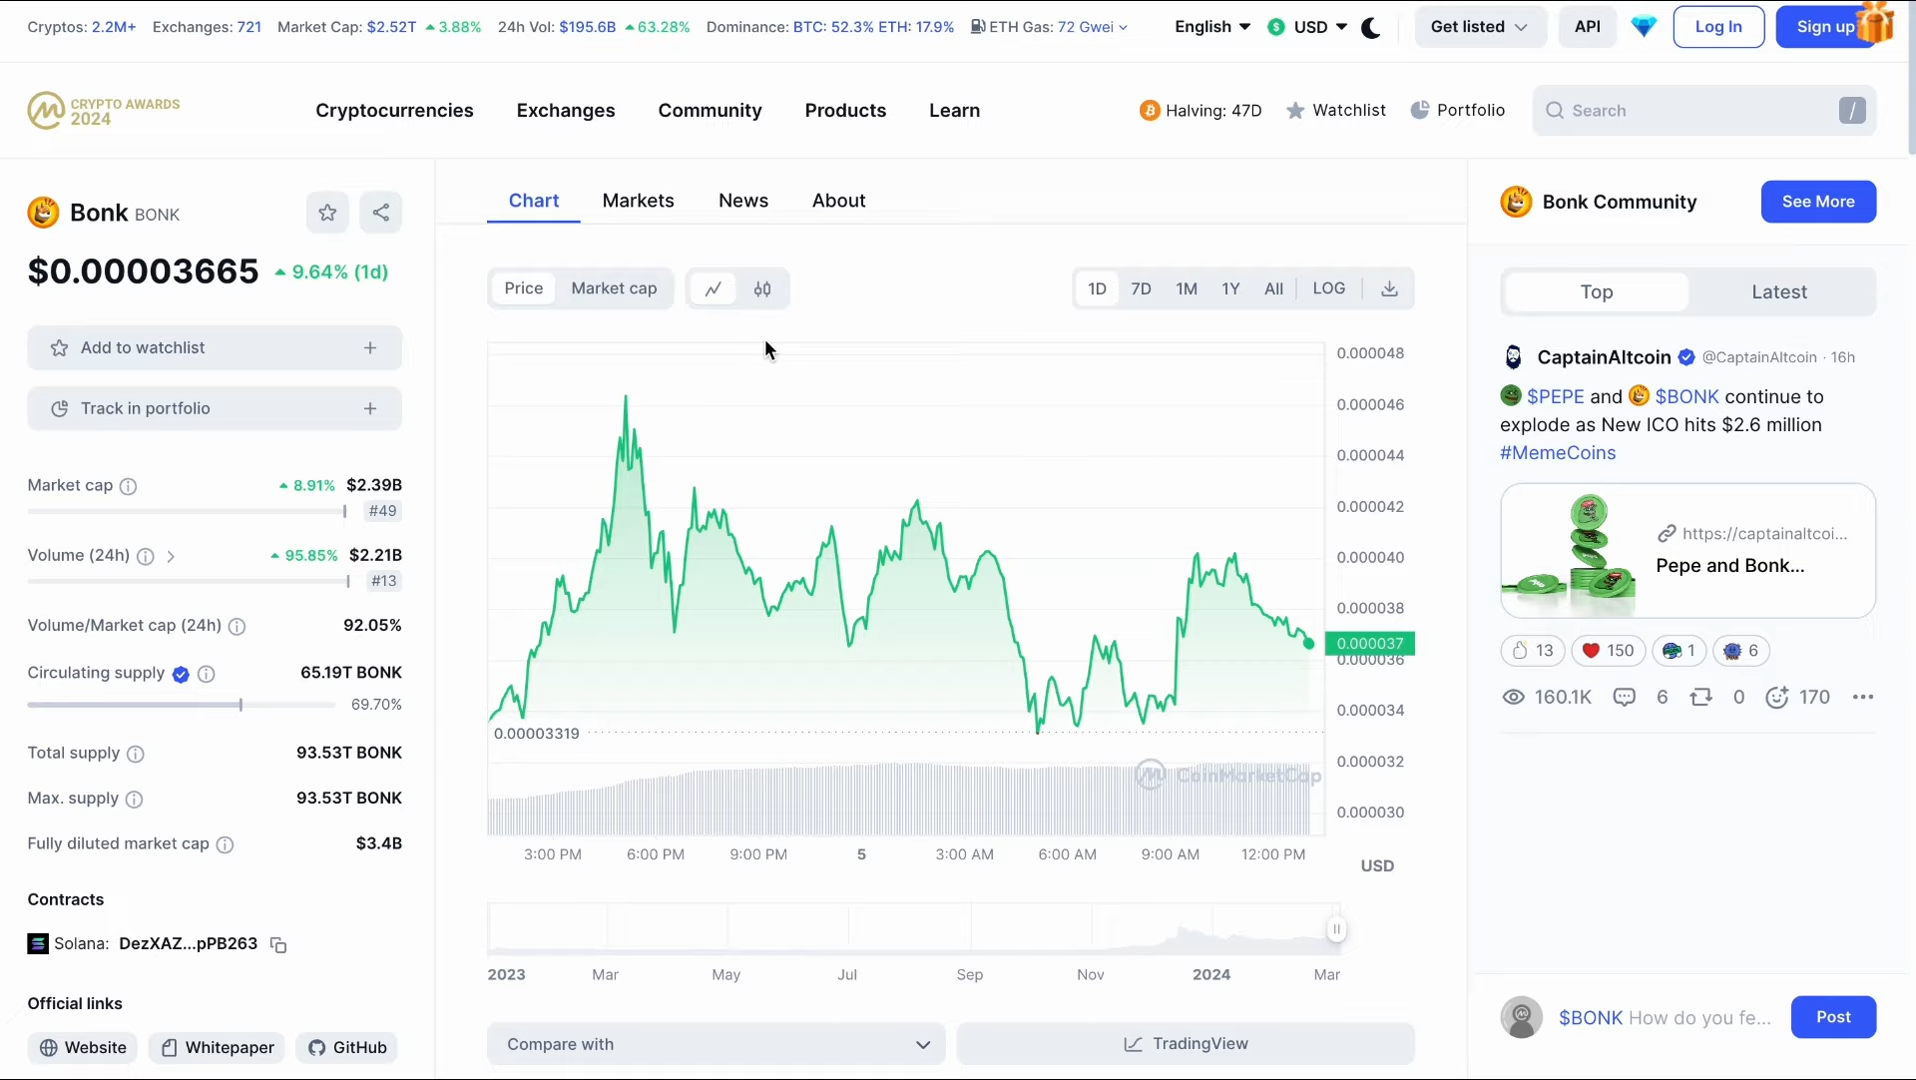 Cryptos: 2.2M+ Exchanges: 721 Market Cap: $2.52T 3.88% 24h Vol: $195.6B 63.28% Dominance: BTC: 52.3% ETH: 17.9% ETH Gas: 72 Gwei English USD Get listed API Log In Sign up
CRYPTO AWARDS
2024
Cryptocurrencies Exchanges Community Products Learn Halving: 47D Watchlist Portfolio Search /
Bonk BONK
$0.00003665 9.64% (1d)
Add to watchlist +
Track in portfolio +
Market cap 8.91% $2.39B
#49
Volume (24h) 95.85% $2.21B
#13
Volume/Market cap (24h) 92.05%
Circulating supply 65.19T BONK
69.70%
Total supply 93.53T BONK
Max. supply 93.53T BONK
Fully diluted market cap $3.4B
Contracts
Solana: DezXAZ...pPB263
Official links
Website Whitepaper GitHub
Chart Markets News About
Price Market cap 1D 7D 1M 1Y All LOG
0.000048
0.000046
0.000044
0.000042
0.000040
0.000038
0.000037
0.000036
0.000034
0.00003319
0.000032
CoinMarketCap
0.000030
3:00 PM 6:00 PM 9:00 PM 5 3:00 AM 6:00 AM 9:00 AM 12:00 PM
USD
2023 Mar May Jul Sep Nov 2024 Mar
Compare with TradingView
Bonk Community See More
Top Latest
CaptainAltcoin @CaptainAltcoin · 16h
$PEPE and $BONK continue to
explode as New ICO hits $2.6 million
#MemeCoins
https://captainaltcoi...
Pepe and Bonk...
13 150 1 6
160.1K 6 0 170
$BONK How do you fe... Post